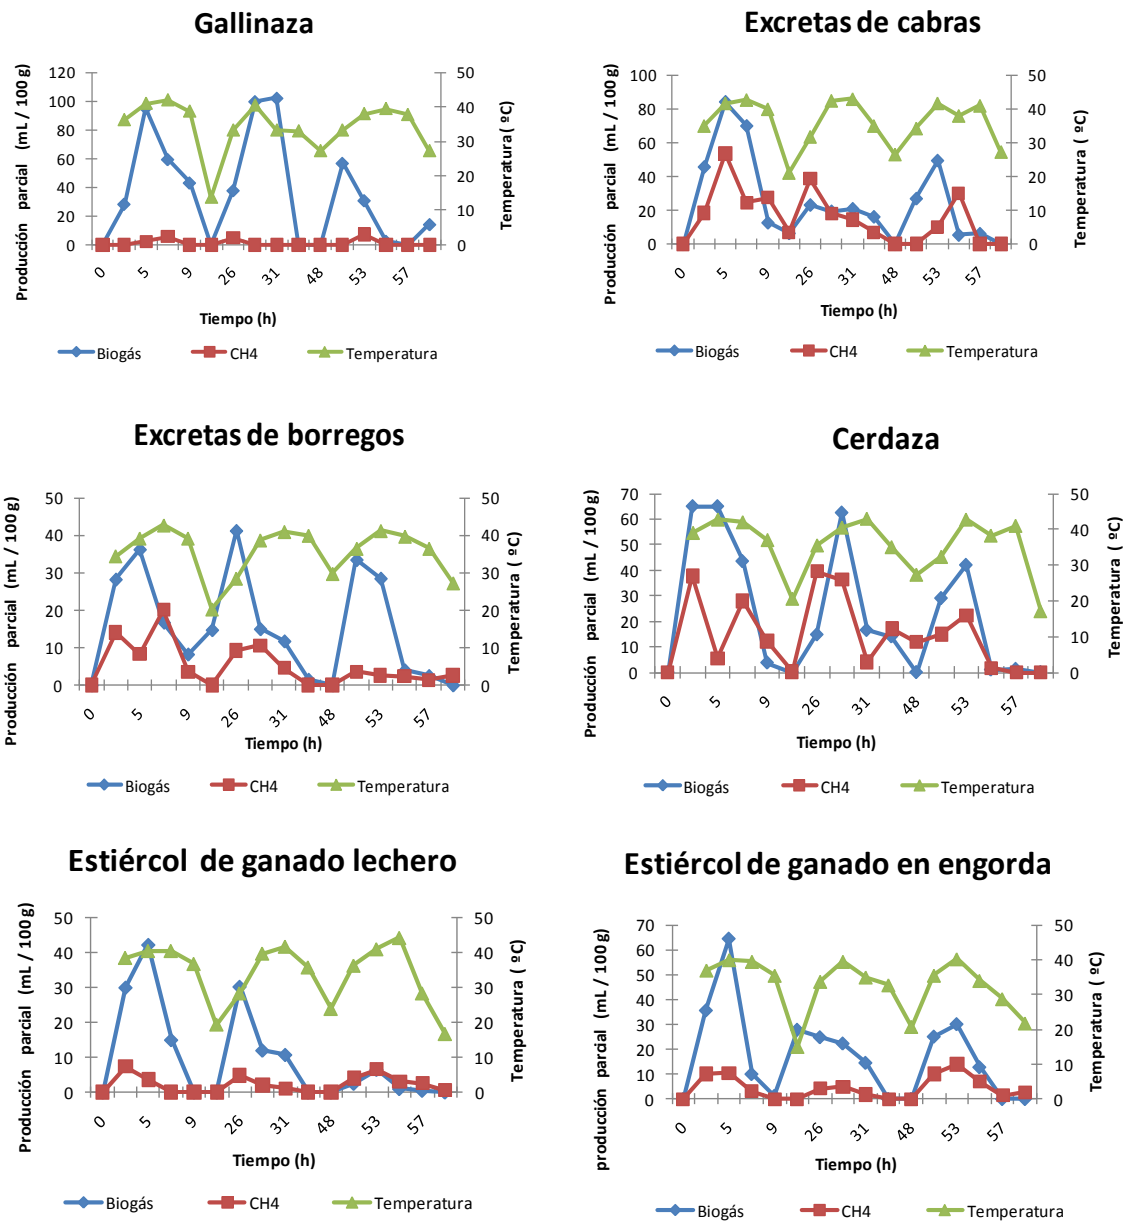 Gallinaza
Producción parcial (mL / 100 g)
120
100
80
60
40
20
0
50
40
30
20
10
0
Temperatura( ºC)
0 5 9 26 31 48 53 57
Tiempo (h)
Biogás CH4 Temperatura
Excretas de cabras
Producción parcial (mL / 100 g)
100
80
60
40
20
0
50
40
30
20
10
0
Temperatura ( ºC)
0 5 9 26 31 48 53 57
Tiempo (h)
Biogás CH4 Temperatura
Excretas de borregos
Producción parcial (mL / 100 g)
50
40
30
20
10
0
50
40
30
20
10
0
Temperatura ( ºC)
0 5 9 26 31 48 53 57
Tiempo (h)
Biogás CH4 Temperatura
Cerdaza
Producción parcial (mL / 100 g)
70
60
50
40
30
20
10
0
50
40
30
20
10
0
Temperatura ( ºC)
0 5 9 26 31 48 53 57
Tiempo (h)
Biogás CH4 Temperatura
Estiércol de ganado lechero
Producción parcial (mL / 100 g)
50
40
30
20
10
0
50
40
30
20
10
0
Temperatura ( ºC)
0 5 9 26 31 48 53 57
Tiempo (h)
Biogás CH4 Temperatura
Estiércol de ganado en engorda
producción parcial (mL / 100 g)
70
60
50
40
30
20
10
0
50
40
30
20
10
0
Temperatura ( ºC)
0 5 9 26 31 48 53 57
Tiempo (h)
Biogás CH4 Temperatura